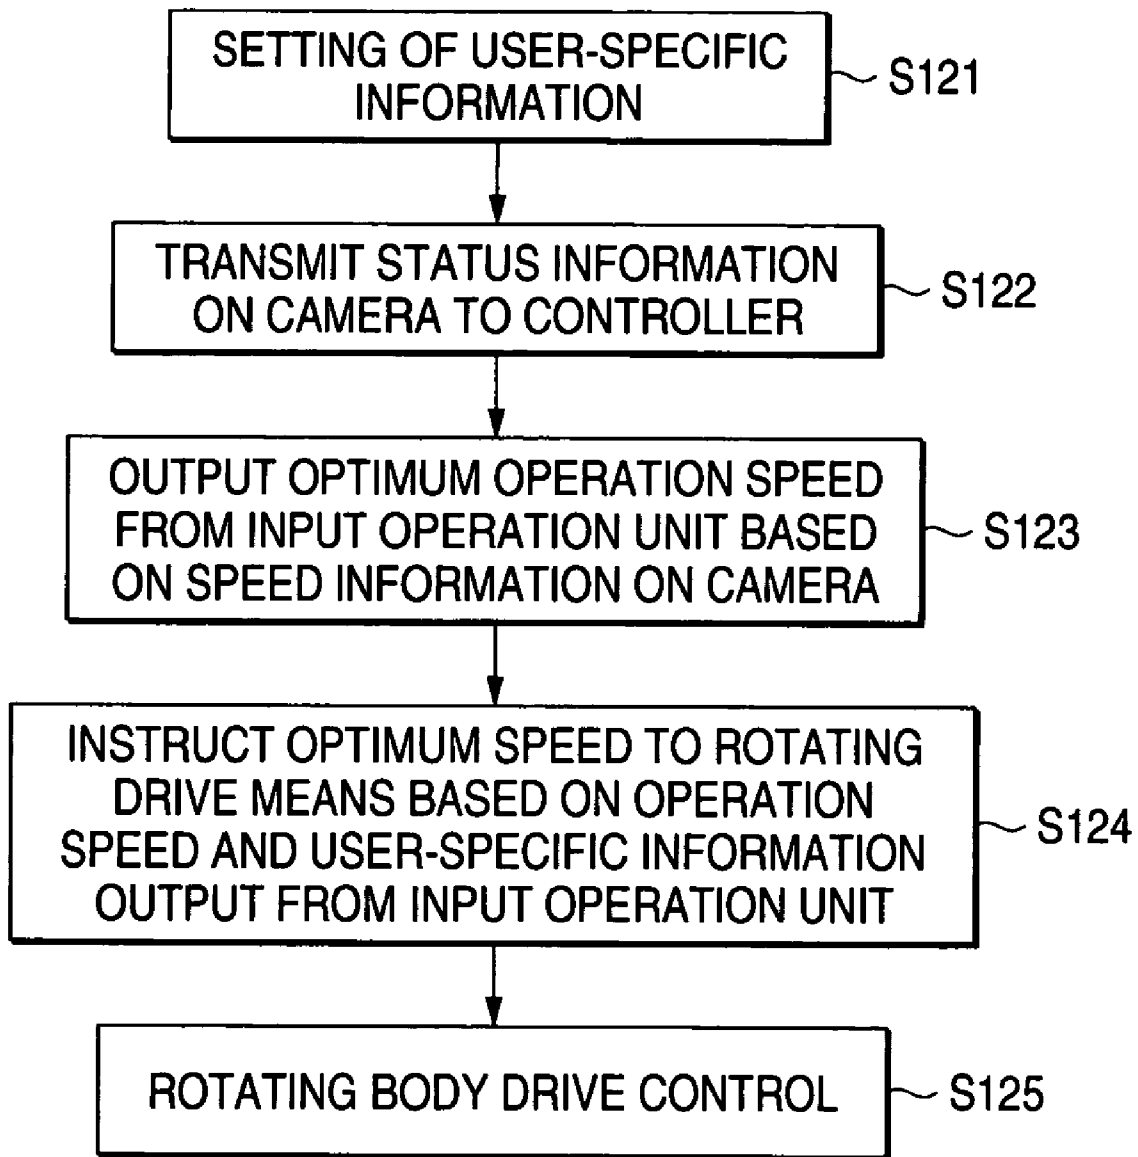 SETTING OF USER-SPECIFIC
INFORMATION
S121
TRANSMIT STATUS INFORMATION
ON CAMERA TO CONTROLLER
S122
OUTPUT OPTIMUM OPERATION SPEED
FROM INPUT OPERATION UNIT BASED
ON SPEED INFORMATION ON CAMERA
S123
INSTRUCT OPTIMUM SPEED TO ROTATING
DRIVE MEANS BASED ON OPERATION
SPEED AND USER-SPECIFIC INFORMATION
OUTPUT FROM INPUT OPERATION UNIT
S124
ROTATING BODY DRIVE CONTROL
S125